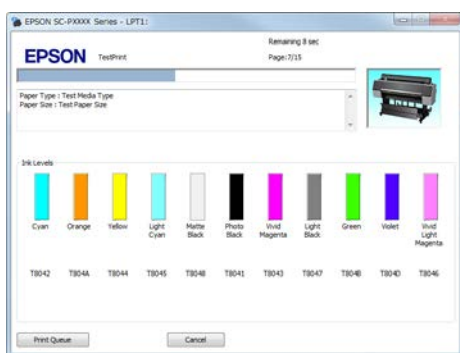 EPSON SC-PXXXX Series - LPT1:
EPSON
TestPrint
Remaining 8 sec
Page:7/15
Paper Type : Test Media Type
Paper Size : Test Paper Size
Ink Levels
Cyan
Orange
Yellow
Light
Cyan
Matte
Black
Photo
Black
Vivid
Magenta
Light
Black
Green
Violet
Vivid
Light
Magenta
T8042 T804A T8044 T8045 T8048 T8041 T8043 T8047 T804B T804D T8046
Print Queue
Cancel